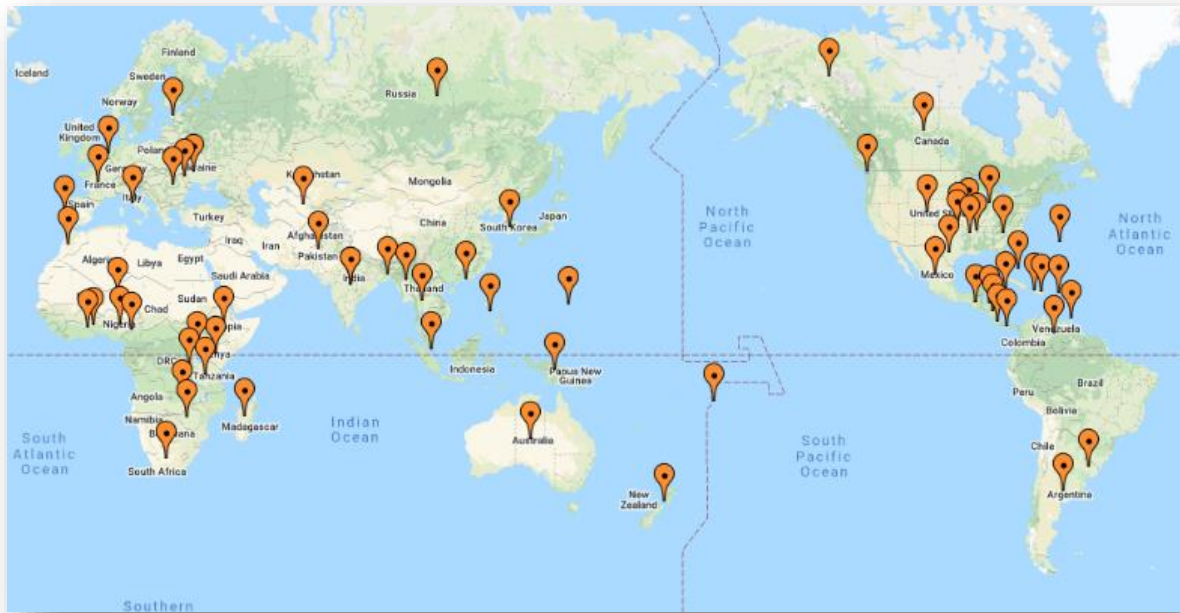 Iceland
Finland
Sweden
Norway
Russia
United
Kingdom
Canada
France
Italy
Spain
Mongolia
Turkey
China
Japan
South Korea
Afghanistan
Iraq
Iran
Pakistan
North
Pacific
Ocean
North
Atlantic
Ocean
Libya
Egypt
Saudi Arabia
India
Thailand
Mexico
Chad
Sudan
Nigeria
Venezuela
Colombia
DRC
Tanzania
Indonesia
Papua New
Guinea
Peru
Brazil
Angola
Bolivia
Namibia
Madagascar
Indian
Ocean
Australia
South
Atlantic
Ocean
South Africa
South
Pacific
Ocean
Chile
New
Zealand
Argentina
Southern